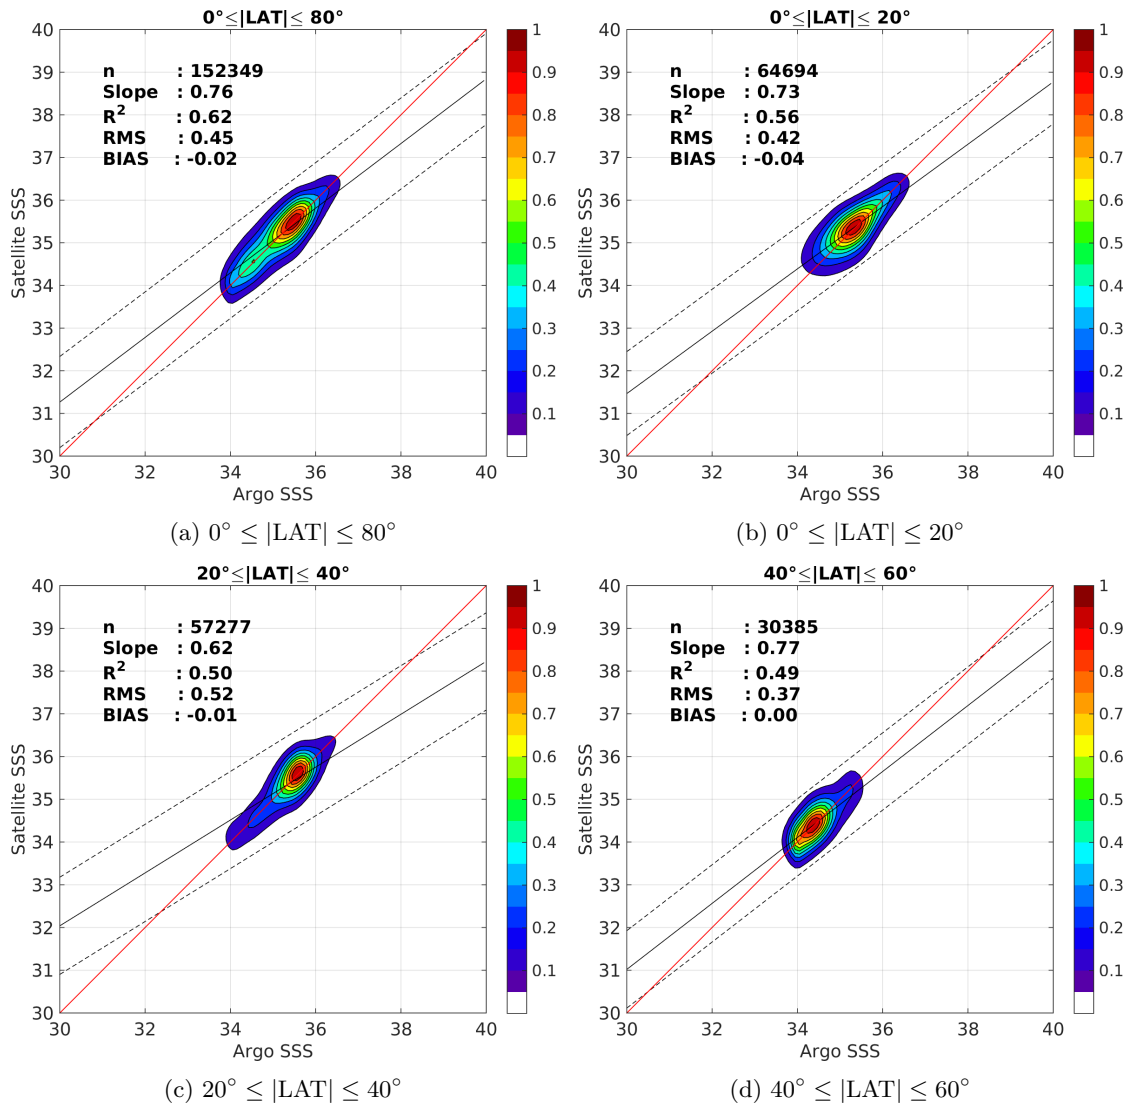 0°≤|LAT|≤ 80°
n : 152349
Slope : 0.76
R² : 0.62
RMS : 0.45
BIAS : -0.02
40
39
38
37
36
35
34
33
32
31
30
30 32 34 36 38 40
Satellite SSS
Argo SSS
1
0.9
0.8
0.7
0.6
0.5
0.4
0.3
0.2
0.1
(a) 0° ≤ |LAT| ≤ 80°
0°≤|LAT|≤ 20°
n : 64694
Slope : 0.73
R² : 0.56
RMS : 0.42
BIAS : -0.04
40
39
38
37
36
35
34
33
32
31
30
30 32 34 36 38 40
Satellite SSS
Argo SSS
1
0.9
0.8
0.7
0.6
0.5
0.4
0.3
0.2
0.1
(b) 0° ≤ |LAT| ≤ 20°
20°≤|LAT|≤ 40°
n : 57277
Slope : 0.62
R² : 0.50
RMS : 0.52
BIAS : -0.01
40
39
38
37
36
35
34
33
32
31
30
30 32 34 36 38 40
Satellite SSS
Argo SSS
1
0.9
0.8
0.7
0.6
0.5
0.4
0.3
0.2
0.1
(c) 20° ≤ |LAT| ≤ 40°
40°≤|LAT|≤ 60°
n : 30385
Slope : 0.77
R² : 0.49
RMS : 0.37
BIAS : 0.00
40
39
38
37
36
35
34
33
32
31
30
30 32 34 36 38 40
Satellite SSS
Argo SSS
1
0.9
0.8
0.7
0.6
0.5
0.4
0.3
0.2
0.1
(d) 40° ≤ |LAT| ≤ 60°